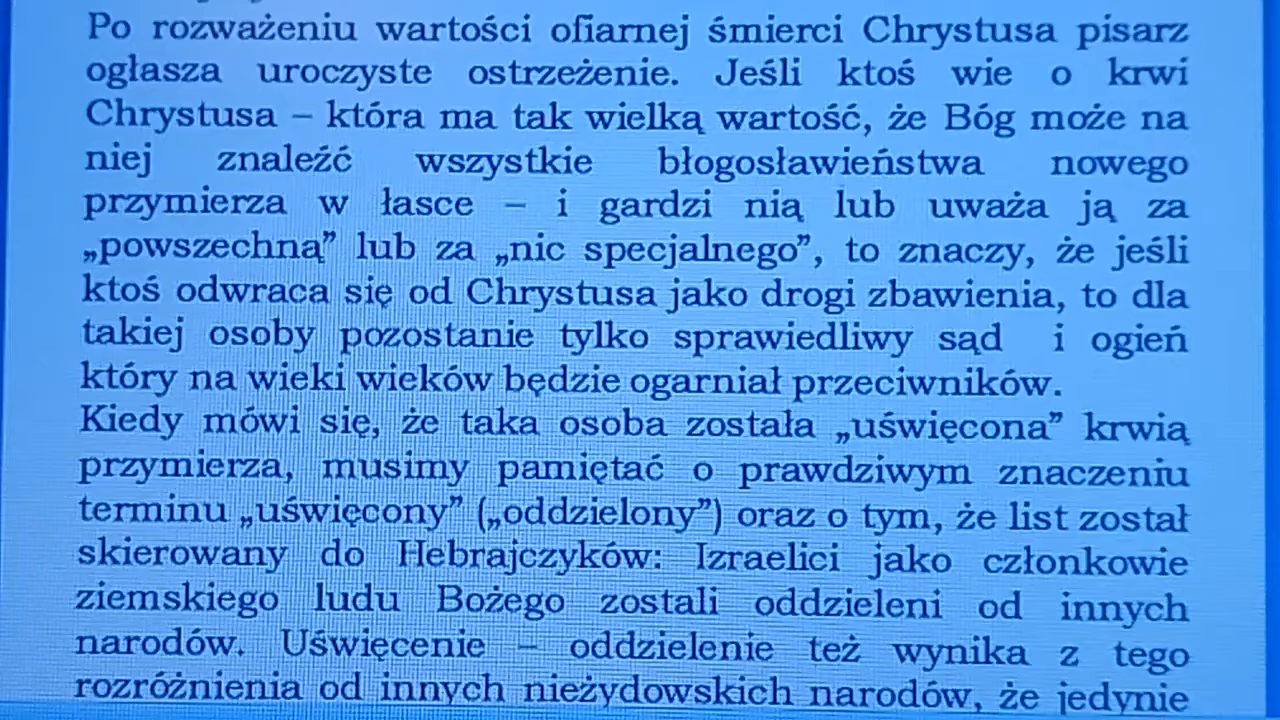 Po rozważeniu wartości ofiarnej śmierci Chrystusa pisarz
ogłasza uroczyste ostrzeżenie. Jeśli ktoś wie o krwi
Chrystusa – która ma tak wielką wartość, że Bóg może na
niej znaleźć wszystkie błogosławieństwa nowego
przymierza w łasce – i gardzi nią lub uważa ją za
„powszechną” lub za „nic specjalnego”, to znaczy, że jeśli
ktoś odwraca się od Chrystusa jako drogi zbawienia, to dla
takiej osoby pozostanie tylko sprawiedliwy sąd i ogień
który na wieki wieków będzie ogarniał przeciwników.
Kiedy mówi się, że taka osoba została „uświęcona” krwią
przymierza, musimy pamiętać o prawdziwym znaczeniu
terminu „uświęcony” („oddzielony”) oraz o tym, że list został
skierowany do Hebrajczyków: Izraelici jako członkowie
ziemskiego ludu Bożego zostali oddzieleni od innych
narodów. Uświęcenie – oddzielenie też wynika z tego
rozróżnienia od innych nieżydowskich narodów, że jedynie